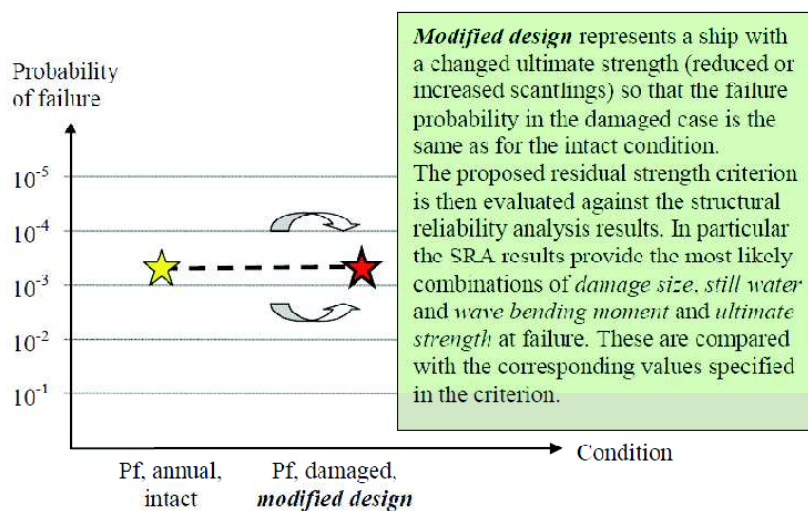 Probability
of failure
10-5
10-4
10-3
10-2
10-1
Pf, annual,
intact
Pf, damaged,
modified design
Condition
Modified design represents a ship with
a changed ultimate strength (reduced or
increased scantlings) so that the failure
probability in the damaged case is the
same as for the intact condition.
The proposed residual strength criterion
is then evaluated against the structural
reliability analysis results. In particular
the SRA results provide the most likely
combinations of damage size, still water
and wave bending moment and ultimate
strength at failure. These are compared
with the corresponding values specified
in the criterion.